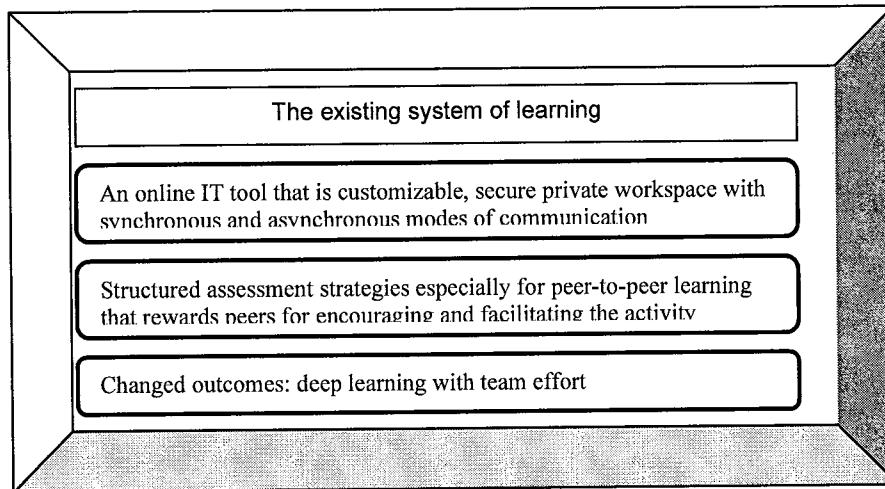 The existing system of learning
An online IT tool that is customizable, secure private workspace with
synchronous and asynchronous modes of communication
Structured assessment strategies especially for peer-to-peer learning
that rewards peers for encouraging and facilitating the activity
Changed outcomes: deep learning with team effort